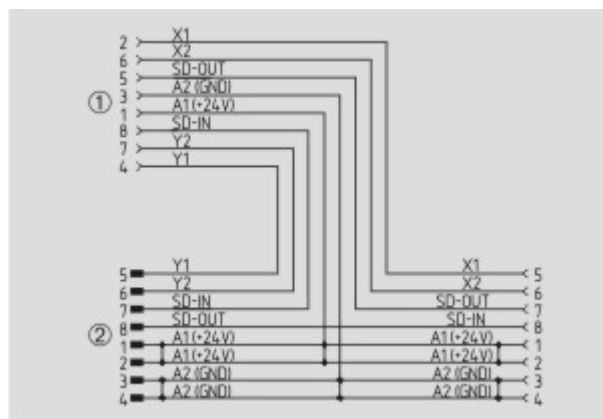 2 X1
6 X2
5 SD-OUT
3 A2 (GND)
① 1 A1(+24V)
8 SD-IN
7 Y2
4 Y1
5 Y1 X1 5
6 Y2 X2 6
7 SD-IN SD-OUT 7
② 8 SD-OUT SD-IN 8
1 A1(+24V) A1(+24V) 1
2 A1(+24V) A1(+24V) 2
3 A2 (GND) A2 (GND) 3
4 A2 (GND) A2 (GND) 4